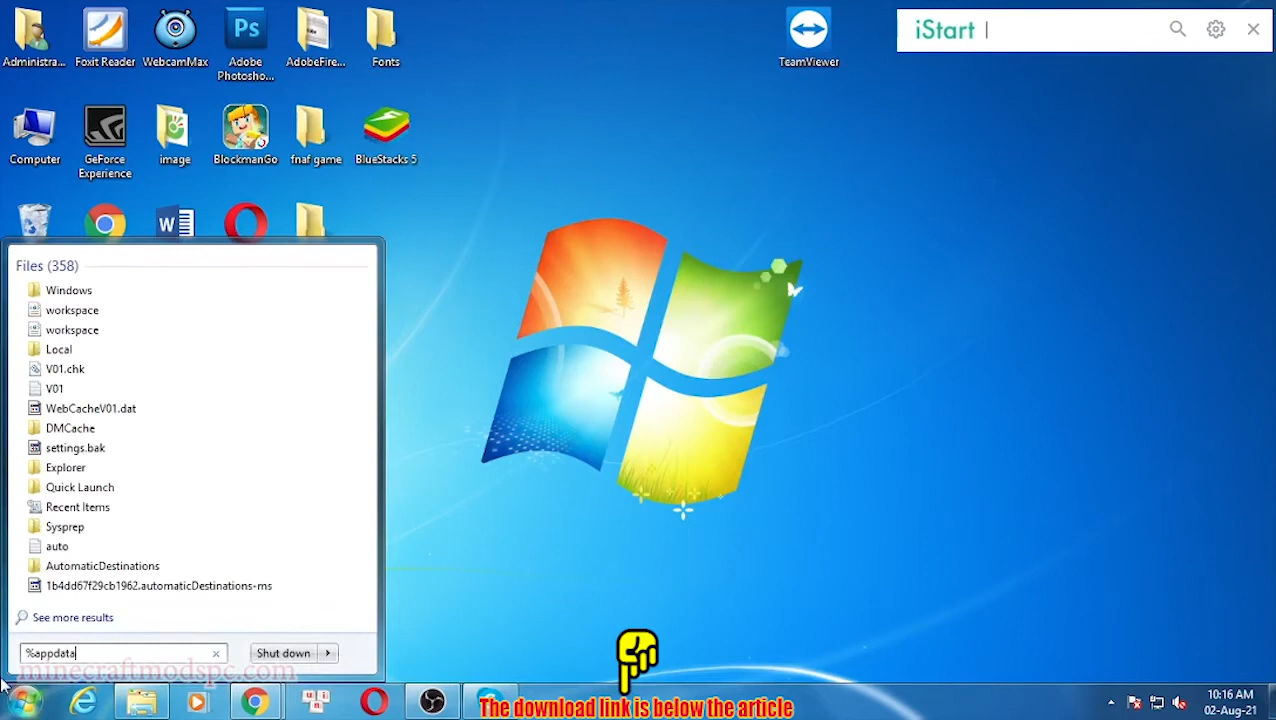 Administra...
Foxit Reader
WebcamMax
Ps
Adobe
Photosho...
AdobeFire...
Fonts
TeamViewer
iStart
Computer
GeForce
Experience
image
BlockmanGo
fnaf game
BlueStacks 5
W
Files (358)
Windows
workspace
workspace
Local
V01.chk
V01
WebCacheV01.dat
DMCache
settings.bak
Explorer
Quick Launch
Recent Items
Sysprep
auto
AutomaticDestinations
1b4dd67f29cb1962.automaticDestinations-ms
See more results
%appdata
Shut down
minecraftmodspc.com
u n i
The download link is below the article
10:16 AM
02-Aug-21